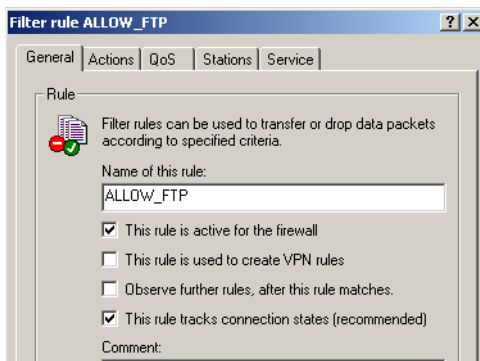 Filter rule ALLOW_FTP
General Actions QoS Stations Service
Rule
Filter rules can be used to transfer or drop data packets
according to specified criteria.
Name of this rule:
ALLOW_FTP
This rule is active for the firewall
This rule is used to create VPN rules
Observe further rules, after this rule matches.
This rule tracks connection states (recommended)
Comment: